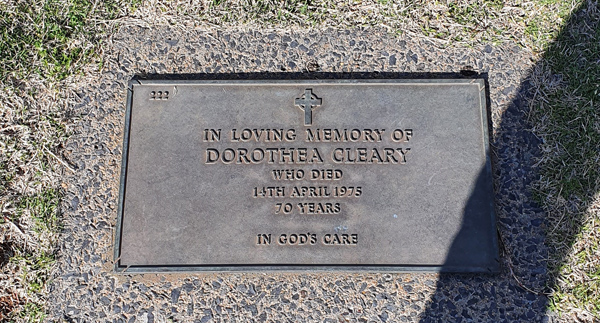 222
IN LOVING MEMORY OF
DOROTHEA CLEARY
WHO DIED
14TH APRIL 1975
70 YEARS
IN GOD'S CARE